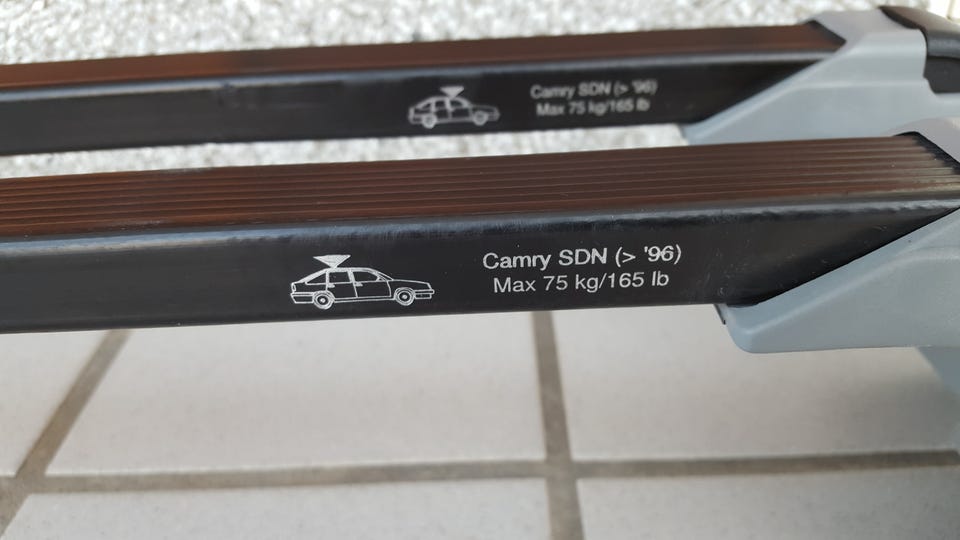 Camry SDN (> '96)
Max 75 kg/165 lb
Camry SDN (> '96)
Max 75 kg/165 lb